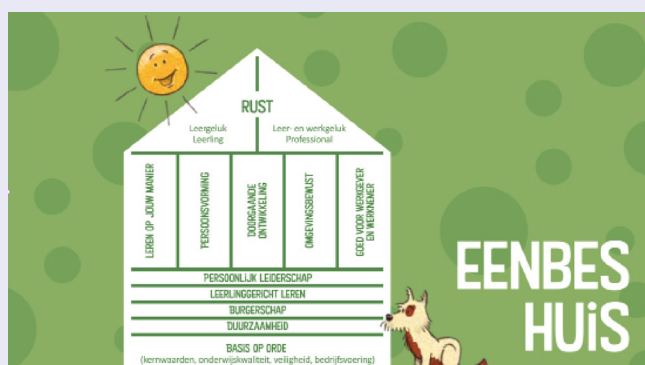 RUST
Leergeluk
Leerling
Leer- en werkgeluk
Professional
LEREN OP JOUW MANIER
PERSOONSVORMING
DOORGAANDE
ONTWIKKELING
OMGEVINGSBEWUST
GOED VOOR WERKGEVER
EN WERKNEMER
PERSOONLIJK LEIDERSCHAP
LEERLINGGERICHT LEREN
BURGERSCHAP
DUURZAAMHEID
BASIS OP ORDE
(kernwaarden, onderwijskwaliteit, veiligheid, bedrijfsvoering)
EENBES
HUiS